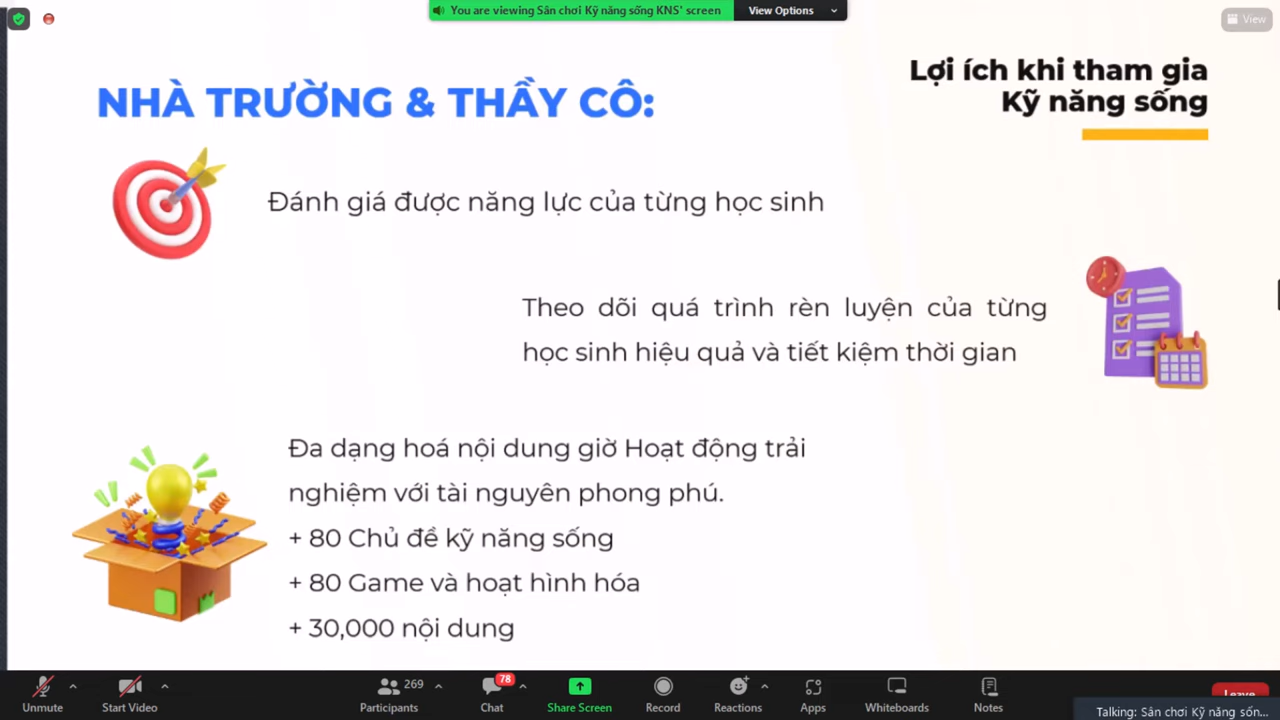 You are viewing Sân chơi Kỹ năng sống KNS' screen
View Options
View
Lợi ích khi tham gia
Kỹ năng sống
NHÀ TRƯỜNG & THẦY CÔ:
Đánh giá được năng lực của từng học sinh
Theo dõi quá trình rèn luyện của từng
học sinh hiệu quả và tiết kiệm thời gian
Đa dạng hoá nội dung giờ Hoạt động trải
nghiệm với tài nguyên phong phú.
+ 80 Chủ đề kỹ năng sống
+ 80 Game và hoạt hình hóa
+ 30,000 nội dung
Unmute
Start Video
269
Participants
78
Chat
Share Screen
Record
Reactions
Apps
Whiteboards
Notes
Leave
Talking: Sân chơi Kỹ năng sốn...